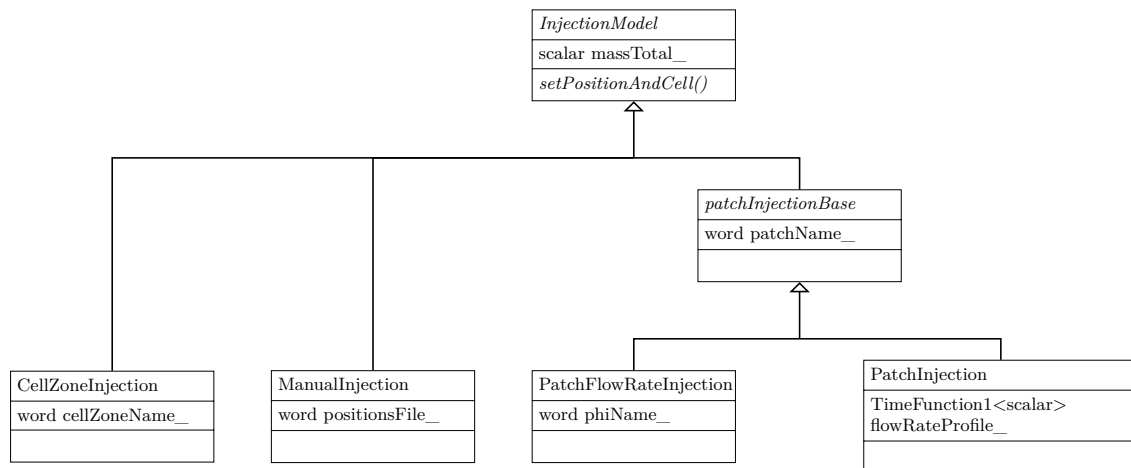 InjectionModel
scalar massTotal_
setPositionAndCell()
patchInjectionBase
word patchName_
CellZoneInjection
word cellZoneName_
ManualInjection
word positionsFile_
PatchFlowRateInjection
word phiName_
PatchInjection
TimeFunction1<scalar>
flowRateProfile_